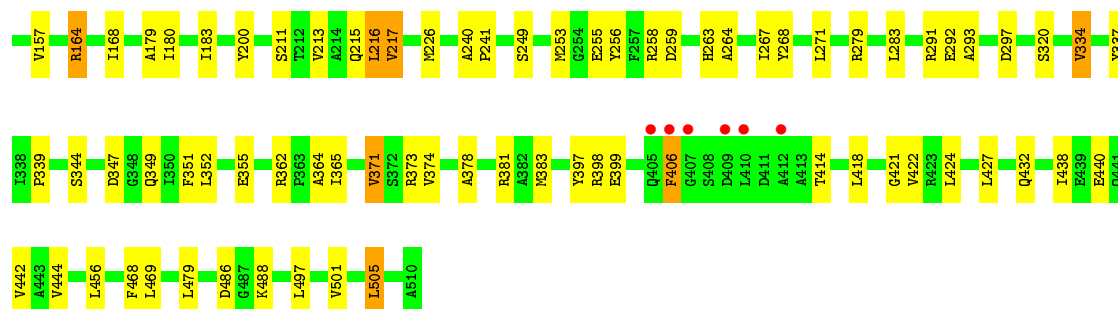 V157 R164 I168 A179 I180 I183 Y200 S211 T212 V213 A214 Q215 L216 V217 M226 A240 P241 S249 M253 G254 E255 Y256 F257 R258 D259 H263 A264 I267 Y268 L271 R279 L283 R291 E292 A293 D297 S320 V334 Y337
I338 P339 S344 D347 G348 Q349 I350 F351 L352 E355 R362 P363 A364 I365 V371 S372 R373 V374 A378 R381 A382 M383 Y397 R398 E399 Q405 F406 G407 S408 D409 L410 D411 A412 A413 T414 L418 G421 V422 R423 L424 L427 Q432 I438 E439 E440 Q441
V442 A443 V444 L456 F468 L469 L479 D486 G487 K488 L497 V501 L505 A510